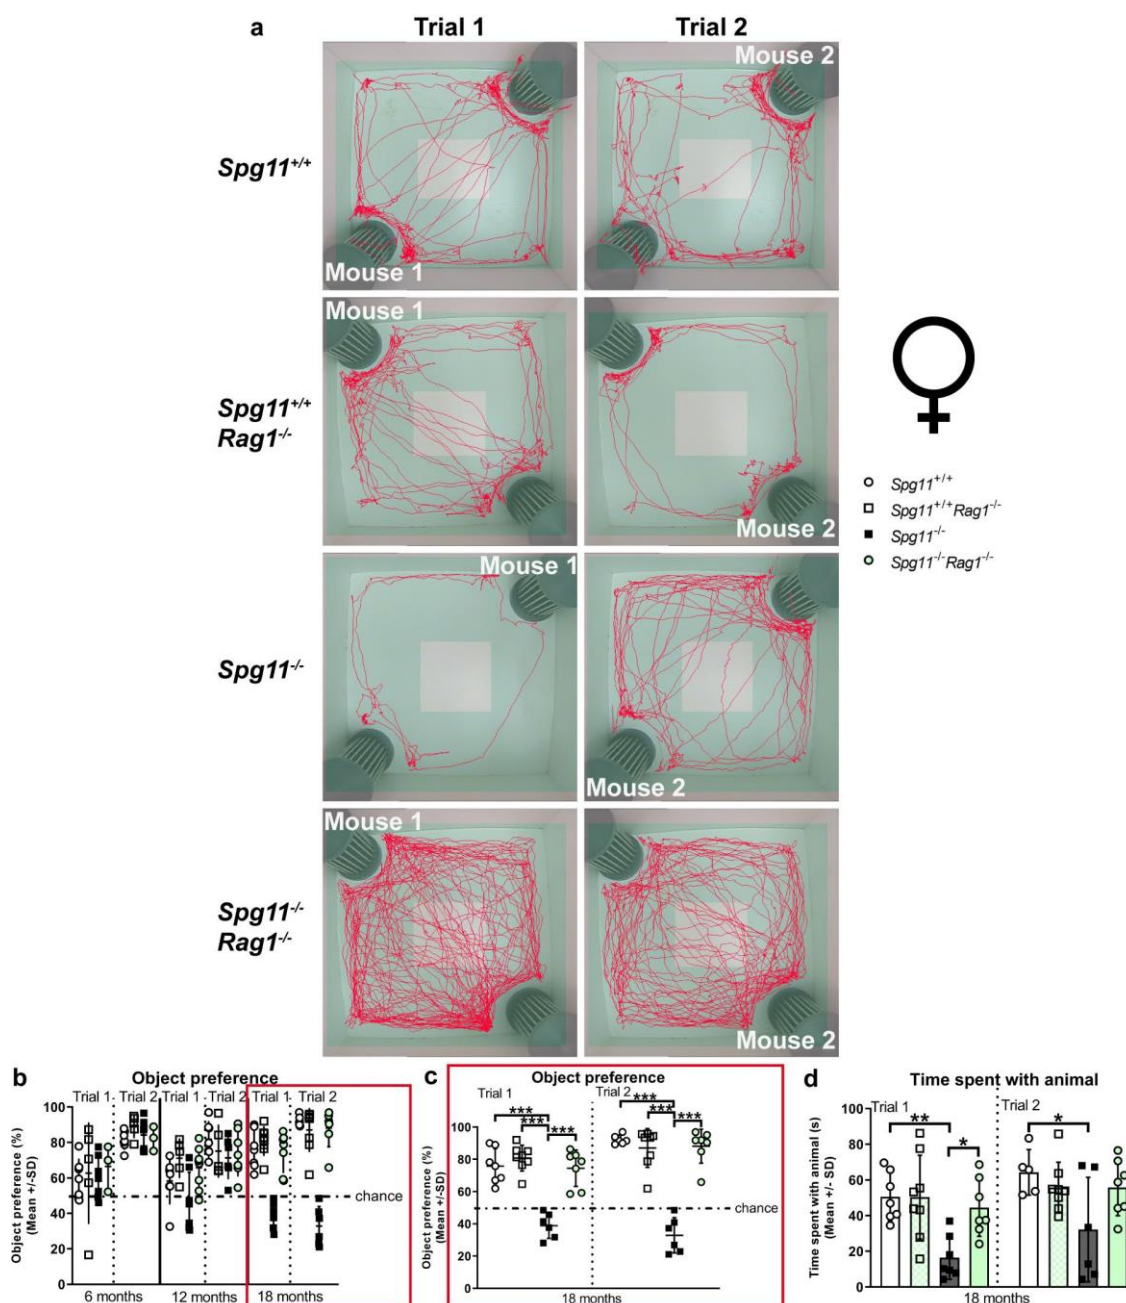 a
Trial 1
Trial 2
Mouse 2
Spg11+/+
Mouse 1
Mouse 1
Spg11+/+
Rag1-/-
Mouse 2
Spg11+/+
Spg11+/+Rag1-/-
Spg11-/-
Spg11-/-Rag1-/-
Mouse 1
Spg11-/-
Mouse 2
Mouse 1
Spg11-/-
Rag1-/-
Mouse 2
b
Object preference
Trial 1
Trial 2
Trial 1
Trial 2
Trial 1
Trial 2
Object preference (%)
(Mean +/-SD)
100
80
60
40
20
0
chance
6 months
12 months
18 months
c
Object preference
Trial 1
Trial 2
Object preference (%)
(Mean +/-SD)
100
80
60
40
20
0
***
***
***
***
***
***
chance
18 months
d
Time spent with animal
Trial 1
Trial 2
Time spent with animal (s)
(Mean +/- SD)
100
80
60
40
20
0
**
*
*
18 months